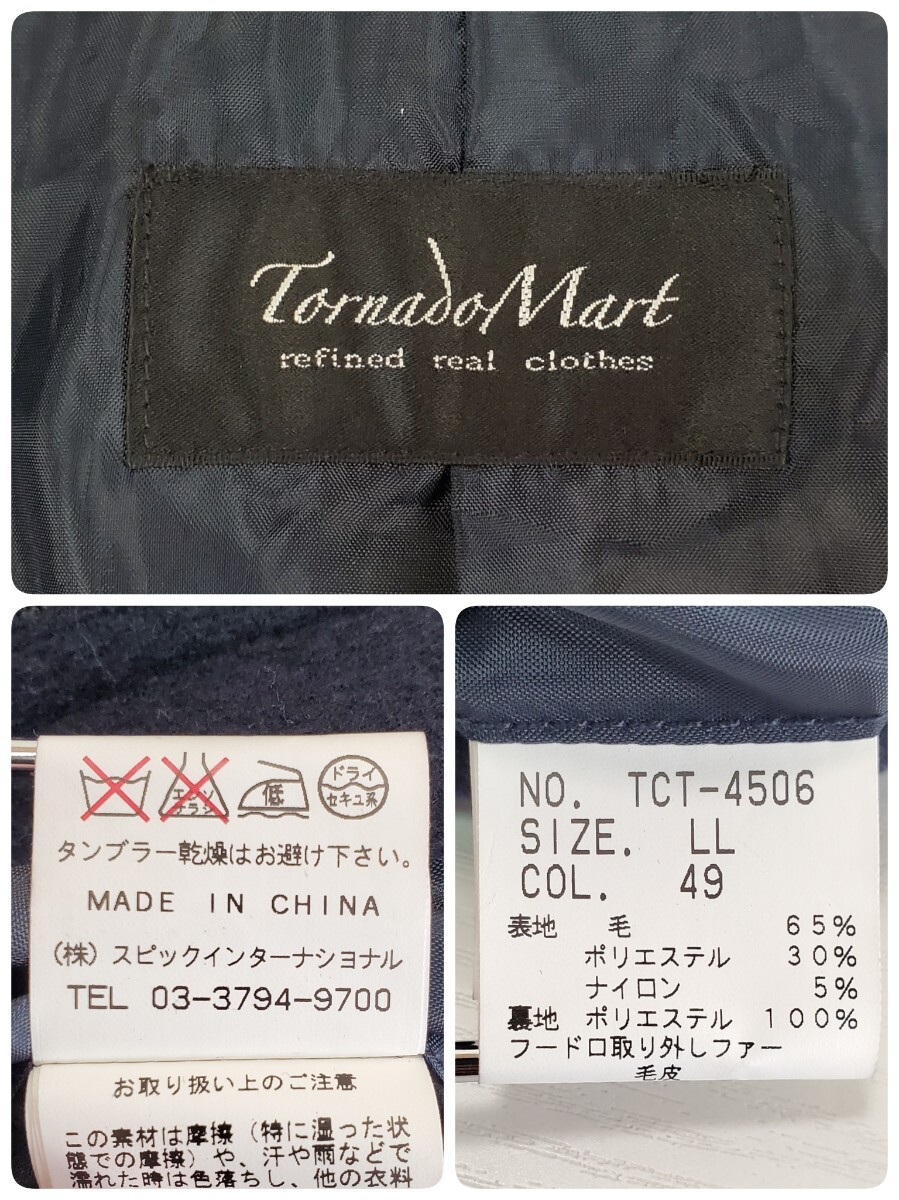 TornadoMart
refined real clothes
エンソ
サラシ
低
ドライ
セキユ系
タンブラー乾燥はお避け下さい。
MADE IN CHINA
(株) スピックインターナショナル
TEL 03-3794-9700
お取り扱い上のご注意
この素材は摩擦 (特に湿った状
態での摩擦) や、汗や雨などで
濡れた時は色落ちし、他の衣料
NO. TCT-4506
SIZE. LL
COL. 49
表地 毛 65%
ポリエステル 30%
ナイロン 5%
裏地 ポリエステル 100%
フード口取り外しファー
毛皮